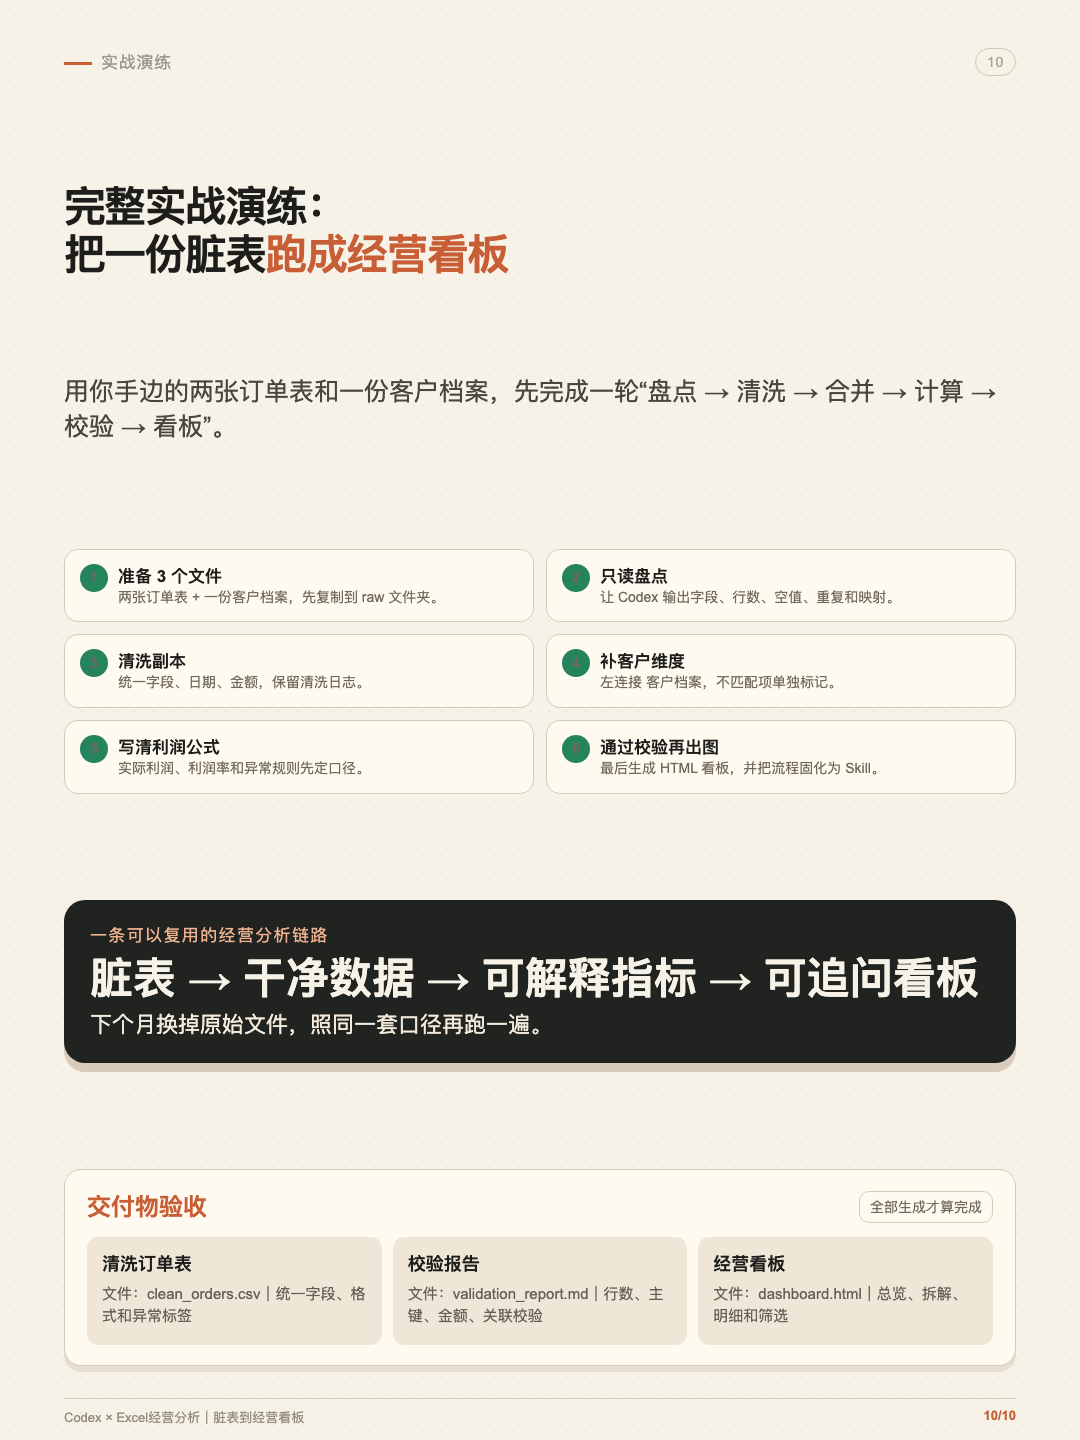 实战演练
10
完整实战演练：
把一份脏表跑成经营看板
用你手边的两张订单表和一份客户档案，先完成一轮“盘点 → 清洗 → 合并 → 计算 →
校验 → 看板”。
1
准备 3 个文件
两张订单表 + 一份客户档案，先复制到 raw 文件夹。
2
只读盘点
让 Codex 输出字段、行数、空值、重复和映射。
3
清洗副本
统一字段、日期、金额，保留清洗日志。
4
补客户维度
左连接 客户档案，不匹配项单独标记。
5
写清利润公式
实际利润、利润率和异常规则先定口径。
6
通过校验再出图
最后生成 HTML 看板，并把流程固化为 Skill。
一条可以复用的经营分析链路
脏表 → 干净数据 → 可解释指标 → 可追问看板
下个月换掉原始文件，照同一套口径再跑一遍。
交付物验收
全部生成才算完成
清洗订单表
文件：clean_orders.csv｜统一字段、格
式和异常标签
校验报告
文件：validation_report.md｜行数、主
键、金额、关联校验
经营看板
文件：dashboard.html｜总览、拆解、
明细和筛选
Codex × Excel经营分析｜脏表到经营看板
10/10